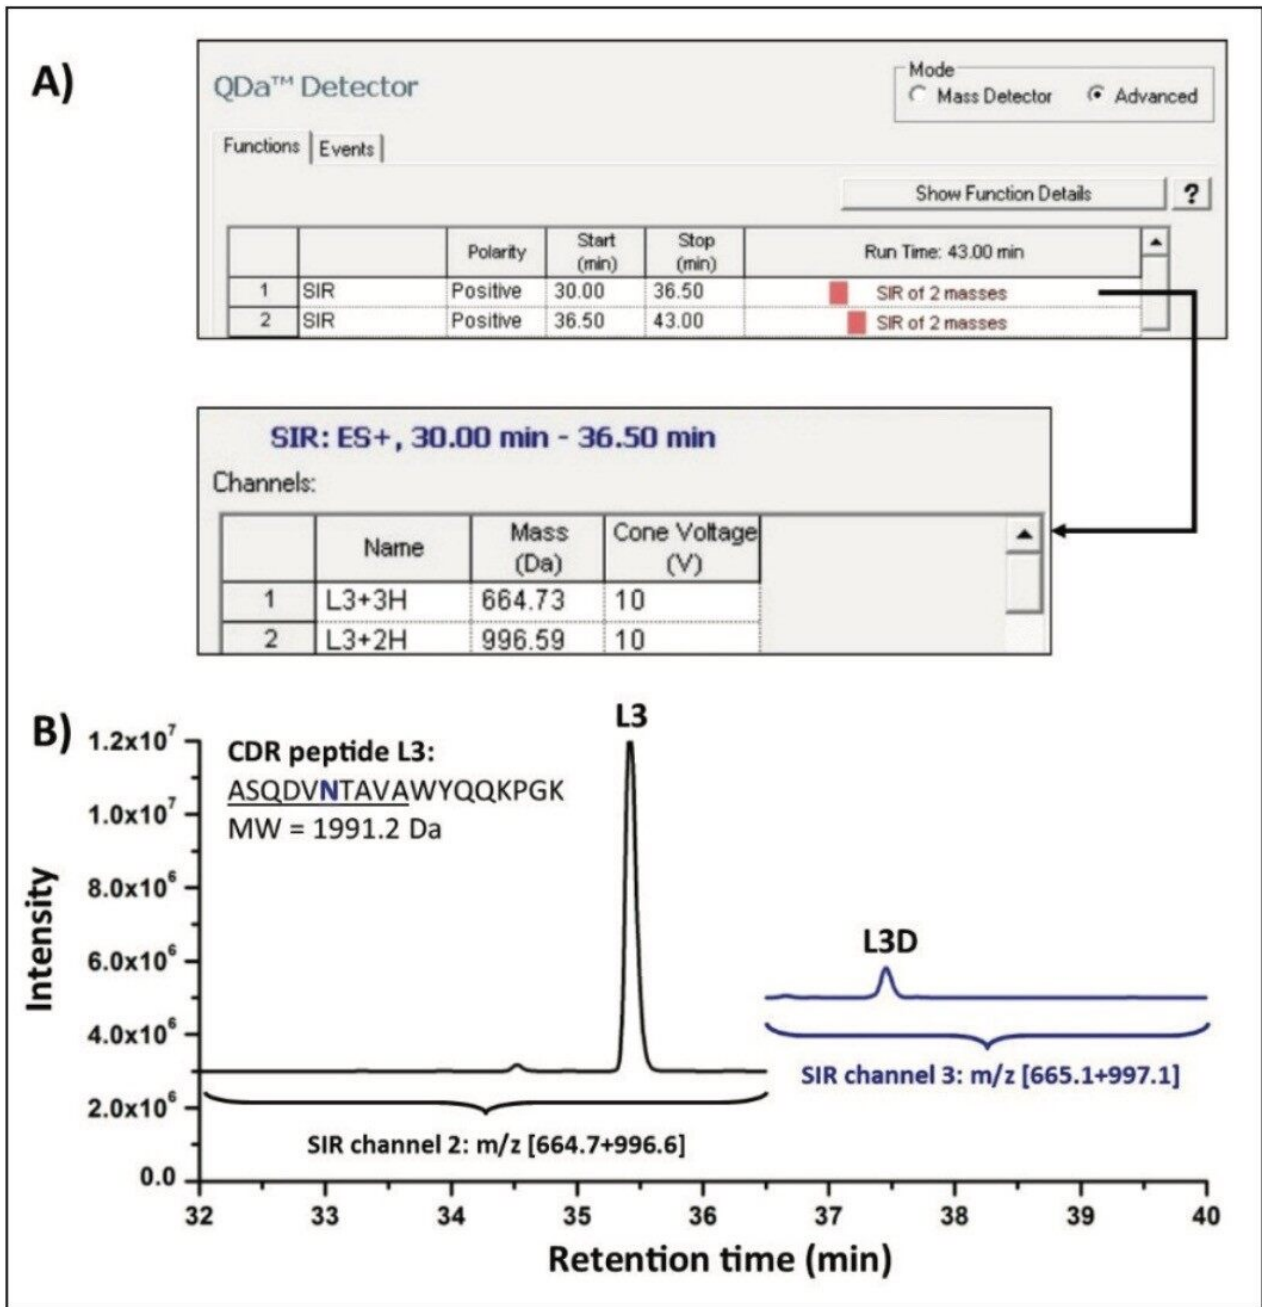 A)
QDa™ Detector
Mode
Mass Detector Advanced
Functions Events
Show Function Details ?
Polarity Start (min) Stop (min) Run Time: 43.00 min
1 SIR Positive 30.00 36.50 SIR of 2 masses
2 SIR Positive 36.50 43.00 SIR of 2 masses
SIR: ES+, 30.00 min - 36.50 min
Channels:
Name Mass (Da) Cone Voltage (V)
1 L3+3H 664.73 10
2 L3+2H 996.59 10
B)
L3
CDR peptide L3:
ASQDVNTAVAWYQQKPGK
MW = 1991.2 Da
1.2x10⁷
1.0x10⁷
8.0x10⁶
6.0x10⁶
4.0x10⁶
2.0x10⁶
0.0
Intensity
L3D
SIR channel 3: m/z [665.1+997.1]
SIR channel 2: m/z [664.7+996.6]
32 33 34 35 36 37 38 39 40
Retention time (min)